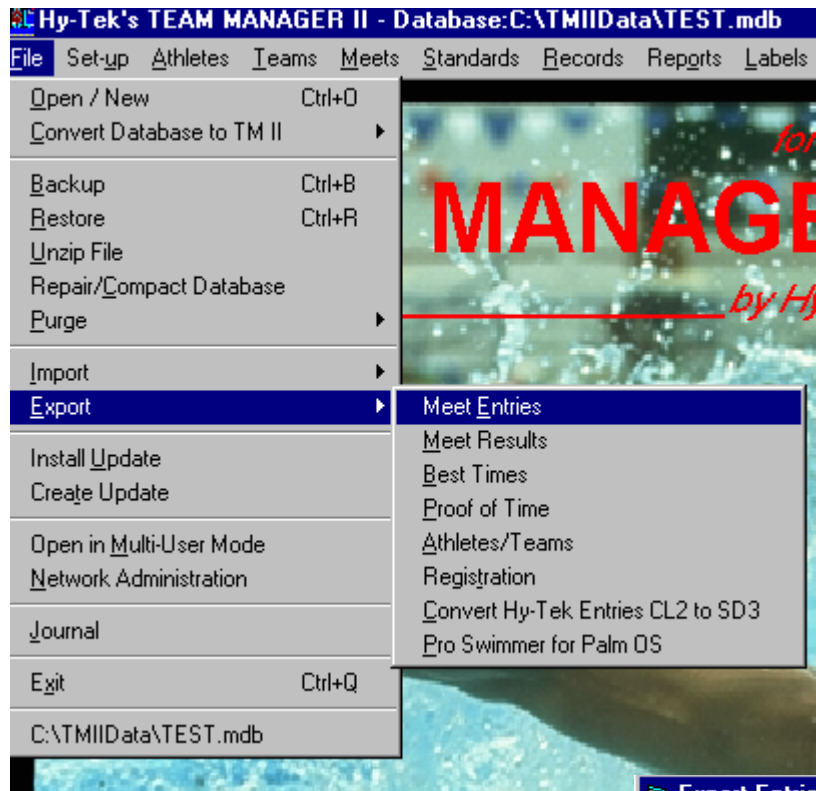 Hy-Tek's TEAM MANAGER II - Database:C:\TMIIData\TEST.mdb
File Set-up Athletes Teams Meets Standards Records Reports Labels
Open / New Ctrl+O
Convert Database to TM II
for
Backup Ctrl+B
MANAGE
Restore Ctrl+R
Unzip File
Repair/Compact Database
by Hy
Purge
Import
Export
Meet Entries
Meet Results
Best Times
Proof of Time
Athletes/Teams
Registration
Convert Hy-Tek Entries CL2 to SD3
Pro Swimmer for Palm OS
Install Update
Create Update
Open in Multi-User Mode
Network Administration
Journal
Exit Ctrl+Q
C:\TMIIData\TEST.mdb